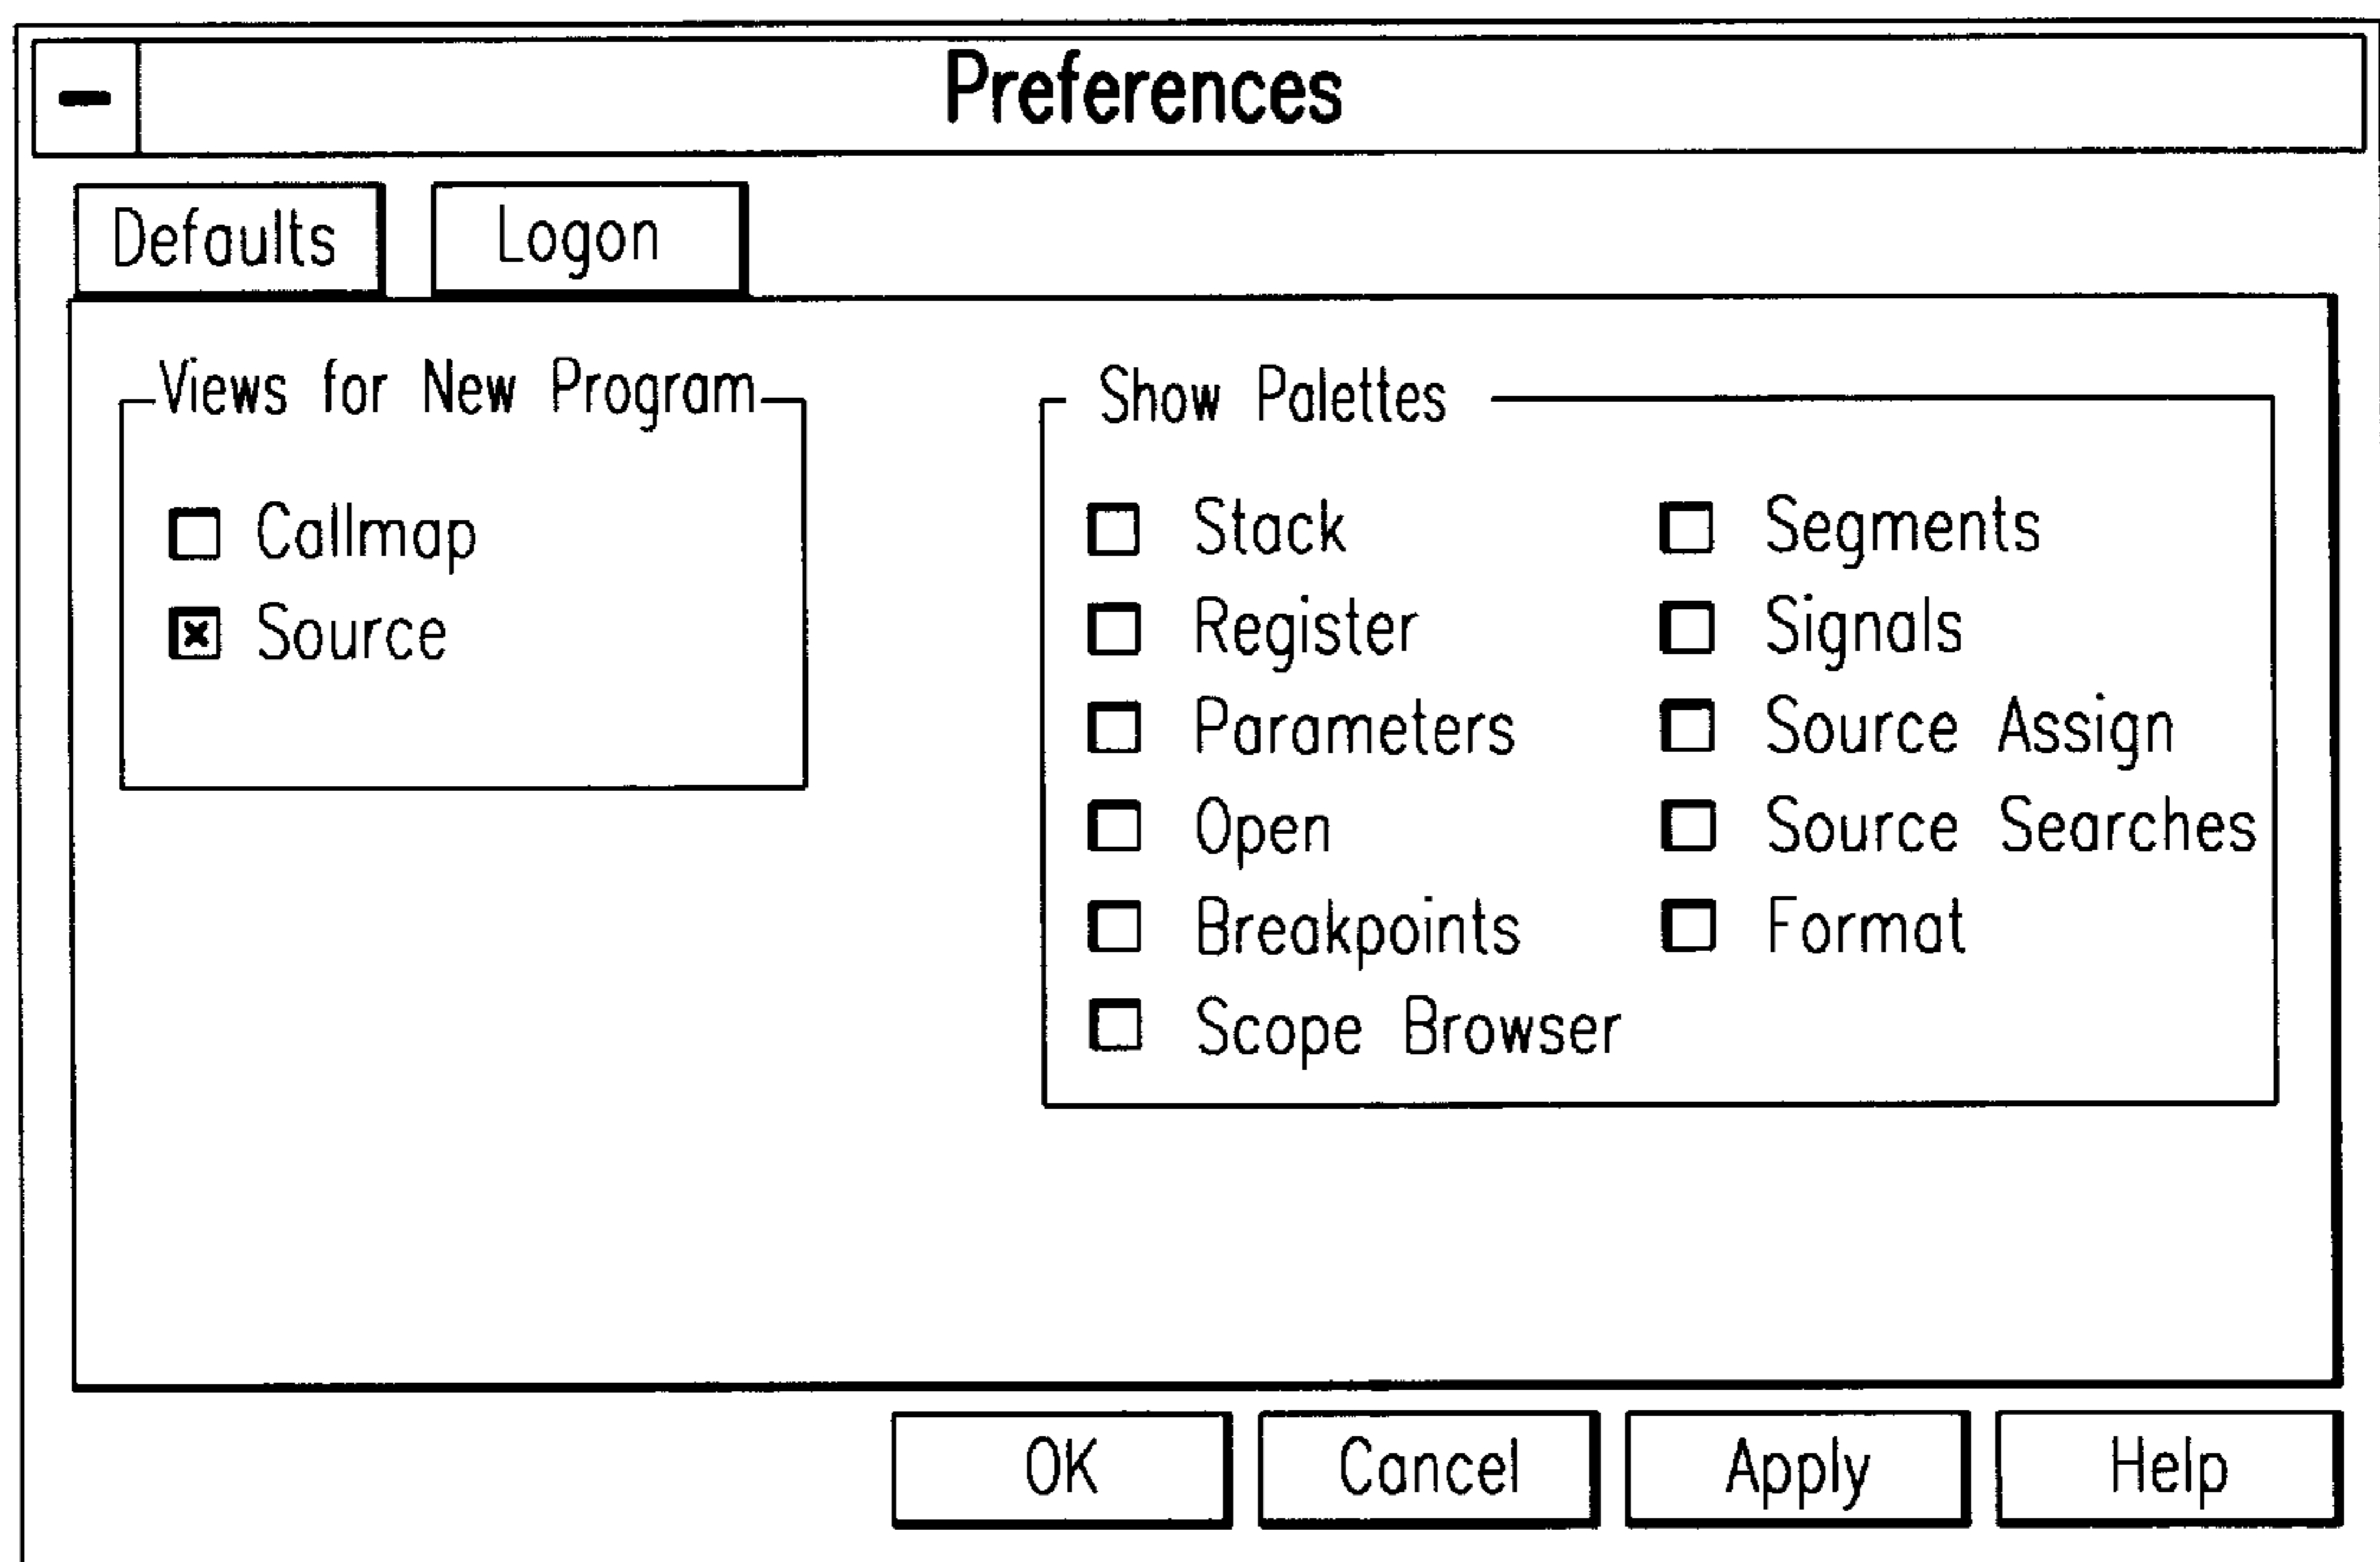 Preferences
Defaults
Logon
Views for New Program
Callmap
Source
Show Palettes
Stack
Register
Parameters
Open
Breakpoints
Scope Browser
Segments
Signals
Source Assign
Source Searches
Format
OK
Cancel
Apply
Help